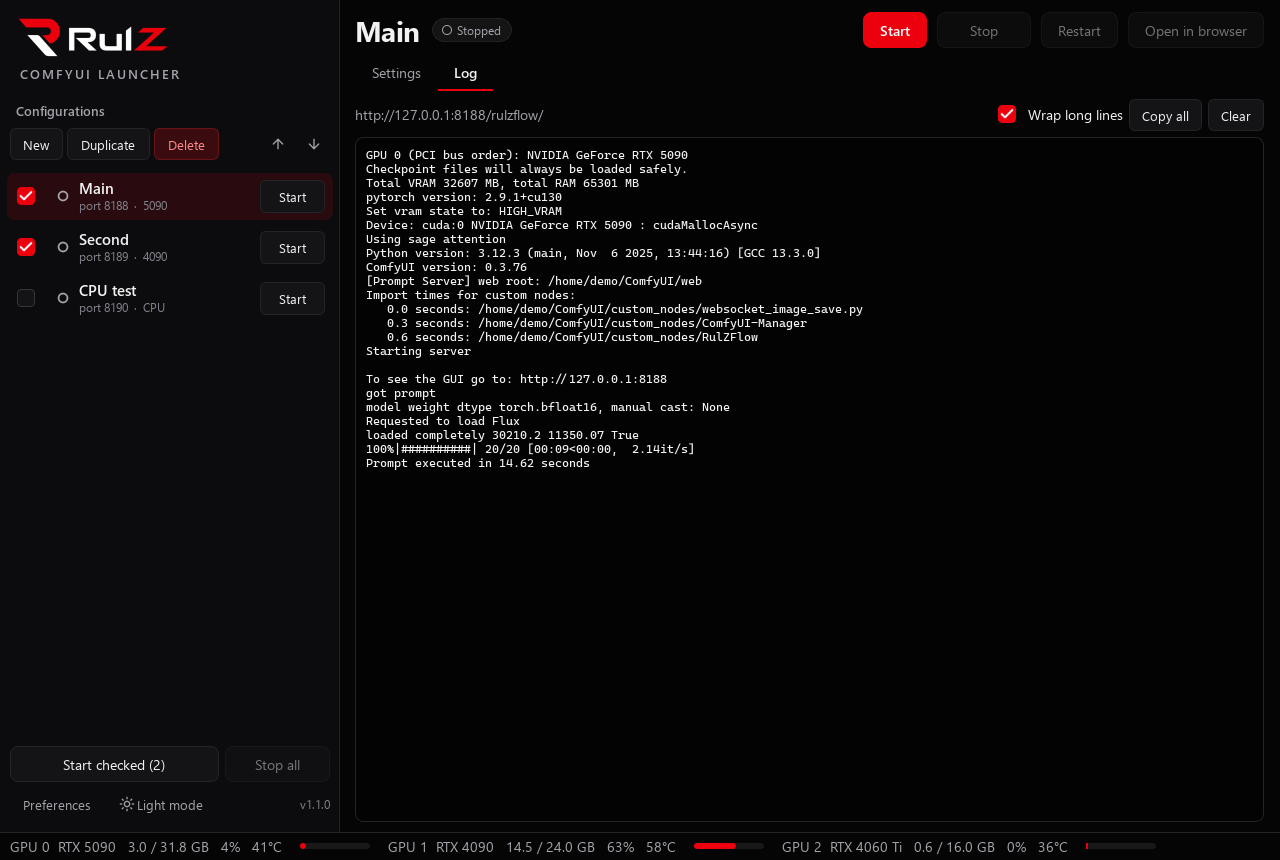 RulZ
COMFYUI LAUNCHER
Configurations
New Duplicate Delete ↑ ↓
Main
port 8188 · 5090
Start
Second
port 8189 · 4090
Start
CPU test
port 8190 · CPU
Start
Start checked (2) Stop all
Preferences Light mode v1.1.0
Main Stopped Start Stop Restart Open in browser
Settings Log
http://127.0.0.1:8188/rulzflow/ Wrap long lines Copy all Clear
GPU 0 (PCI bus order): NVIDIA GeForce RTX 5090
Checkpoint files will always be loaded safely.
Total VRAM 32607 MB, total RAM 65301 MB
pytorch version: 2.9.1+cu130
Set vram state to: HIGH_VRAM
Device: cuda:0 NVIDIA GeForce RTX 5090 : cudaMallocAsync
Using sage attention
Python version: 3.12.3 (main, Nov  6 2025, 13:44:16) [GCC 13.3.0]
ComfyUI version: 0.3.76
[Prompt Server] web root: /home/demo/ComfyUI/web
Import times for custom nodes:
   0.0 seconds: /home/demo/ComfyUI/custom_nodes/websocket_image_save.py
   0.3 seconds: /home/demo/ComfyUI/custom_nodes/ComfyUI-Manager
   0.6 seconds: /home/demo/ComfyUI/custom_nodes/RulZFlow
Starting server
To see the GUI go to: http://127.0.0.1:8188
got prompt
model weight dtype torch.bfloat16, manual cast: None
Requested to load Flux
loaded completely 30210.2 11350.07 True
100%|##########| 20/20 [00:09<00:00,  2.14it/s]
Prompt executed in 14.62 seconds
GPU 0 RTX 5090 3.0 / 31.8 GB 4% 41°C GPU 1 RTX 4090 14.5 / 24.0 GB 63% 58°C GPU 2 RTX 4060 Ti 0.6 / 16.0 GB 0% 36°C